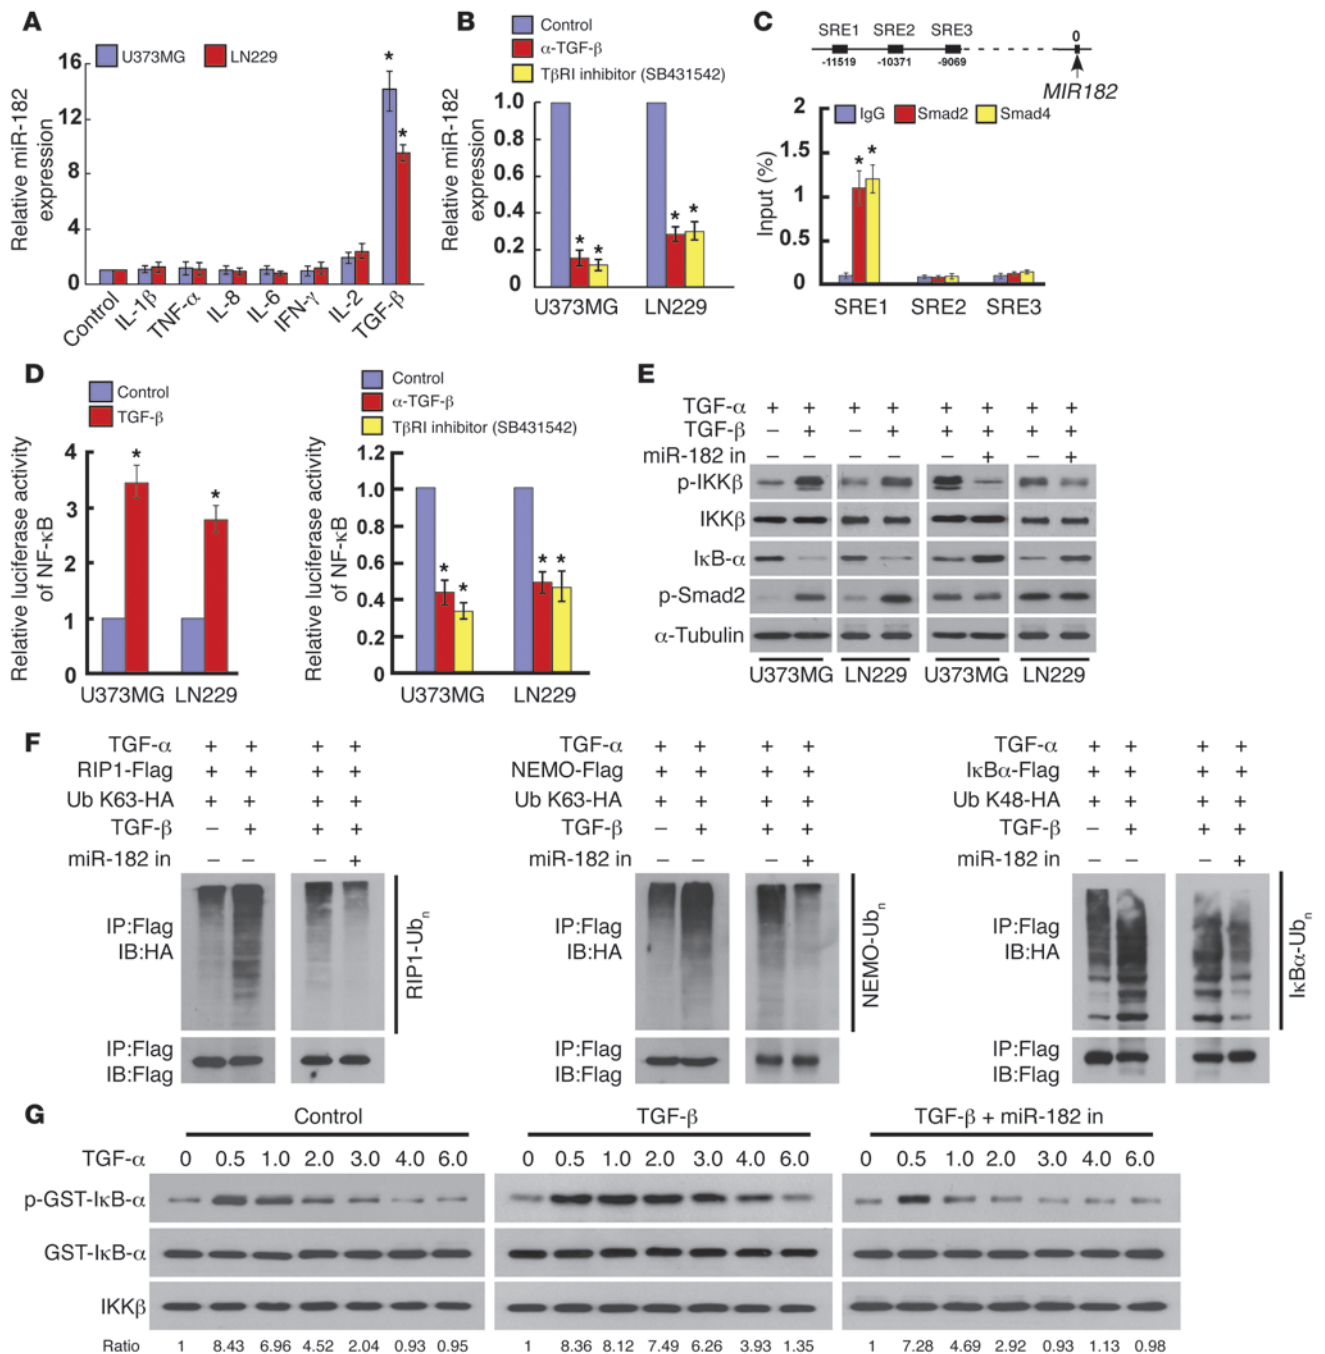 A
U373MG LN229
Relative miR-182
expression
16
12
8
4
0
* *
Control IL-1β TNF-α IL-8 IL-6 IFN-γ IL-2 TGF-β
B
Control
α-TGF-β
TβRI inhibitor (SB431542)
Relative miR-182
expression
1.0
0.8
0.6
0.4
0.2
0
* * * *
U373MG LN229
C
SRE1 SRE2 SRE3 0
-11519 -10371 -9069
MIR182
IgG Smad2 Smad4
Input (%)
2
1.5
1
0.5
0
* *
SRE1 SRE2 SRE3
D
Control
TGF-β
Relative luciferase activity
of NF-κB
4
3
2
1
0
* *
U373MG LN229
Control
α-TGF-β
TβRI inhibitor (SB431542)
Relative luciferase activity
of NF-κB
1.2
1.0
0.8
0.6
0.4
0.2
0
* * * *
U373MG LN229
E
TGF-α + + + + + + + +
TGF-β – + – + + + + +
miR-182 in – – – – – + – +
p-IKKβ
IKKβ
IκB-α
p-Smad2
α-Tubulin
U373MG LN229 U373MG LN229
F
TGF-α + + + +
RIP1-Flag + + + +
Ub K63-HA + + + +
TGF-β – + + +
miR-182 in – – – +
IP:Flag
IB:HA
RIP1-Ubn
IP:Flag
IB:Flag
TGF-α + + + +
NEMO-Flag + + + +
Ub K63-HA + + + +
TGF-β – + + +
miR-182 in – – – +
IP:Flag
IB:HA
NEMO-Ubn
IP:Flag
IB:Flag
TGF-α + + + +
IκBα-Flag + + + +
Ub K48-HA + + + +
TGF-β – + + +
miR-182 in – – – +
IP:Flag
IB:HA
IκBα-Ubn
IP:Flag
IB:Flag
G
Control TGF-β TGF-β + miR-182 in
TGF-α 0 0.5 1.0 2.0 3.0 4.0 6.0 0 0.5 1.0 2.0 3.0 4.0 6.0 0 0.5 1.0 2.0 3.0 4.0 6.0
p-GST-IκB-α
GST-IκB-α
IKKβ
Ratio 1 8.43 6.96 4.52 2.04 0.93 0.95 1 8.36 8.12 7.49 6.26 3.93 1.35 1 7.28 4.69 2.92 0.93 1.13 0.98